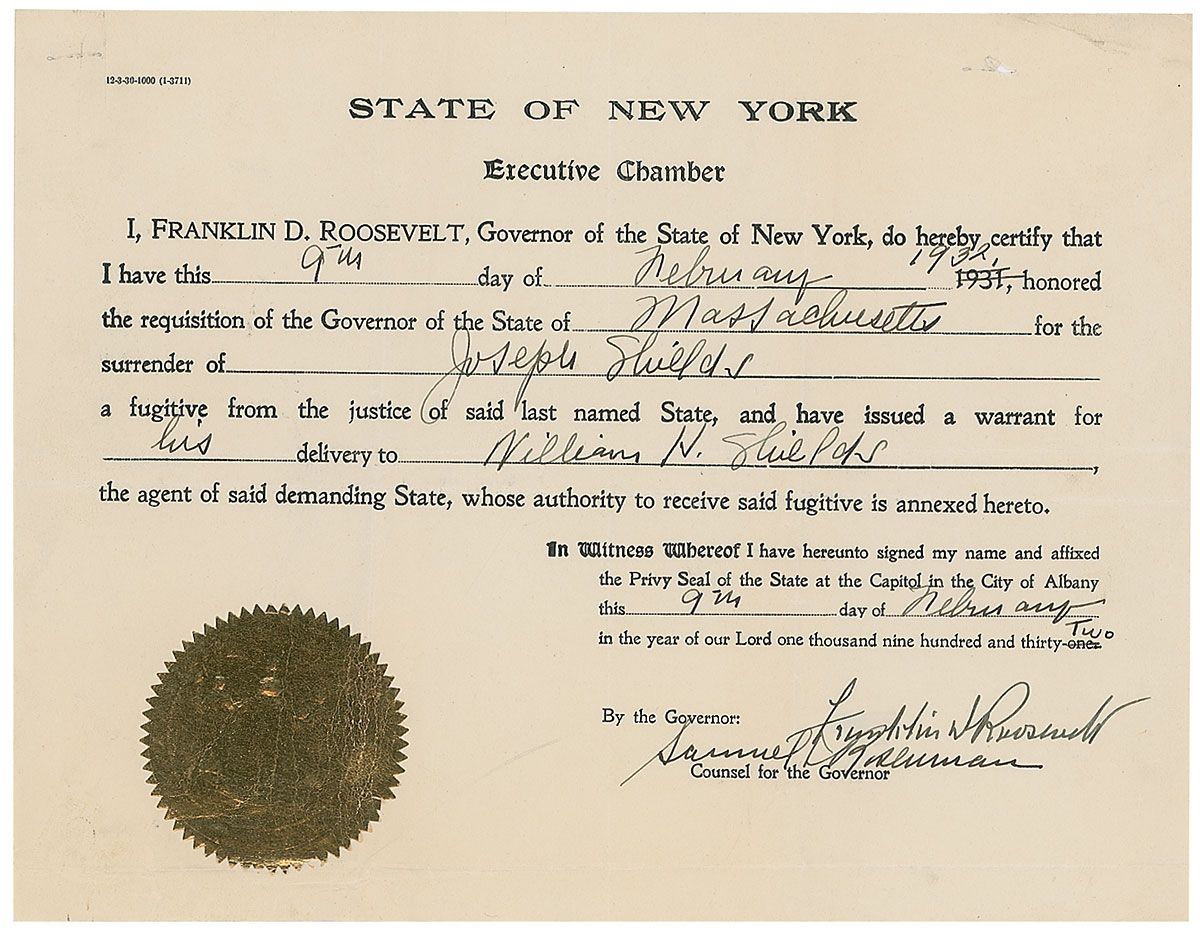 12-3-30-1000 (1-3711)
STATE OF NEW YORK
Executive Chamber
I, FRANKLIN D. ROOSEVELT, Governor of the State of New York, do hereby certify that
1932,
I have this 9th day of February 1931, honored
the requisition of the Governor of the State of Massachusetts for the
surrender of Joseph Shields
a fugitive from the justice of said last named State, and have issued a warrant for
his delivery to William H. Shields,
the agent of said demanding State, whose authority to receive said fugitive is annexed hereto.
In Witness Whereof I have hereunto signed my name and affixed
the Privy Seal of the State at the Capitol in the City of Albany
this 9th day of February
Two
in the year of our Lord one thousand nine hundred and thirty-one.
By the Governor: Franklin D Roosevelt
Samuel I Rosenman
Counsel for the Governor